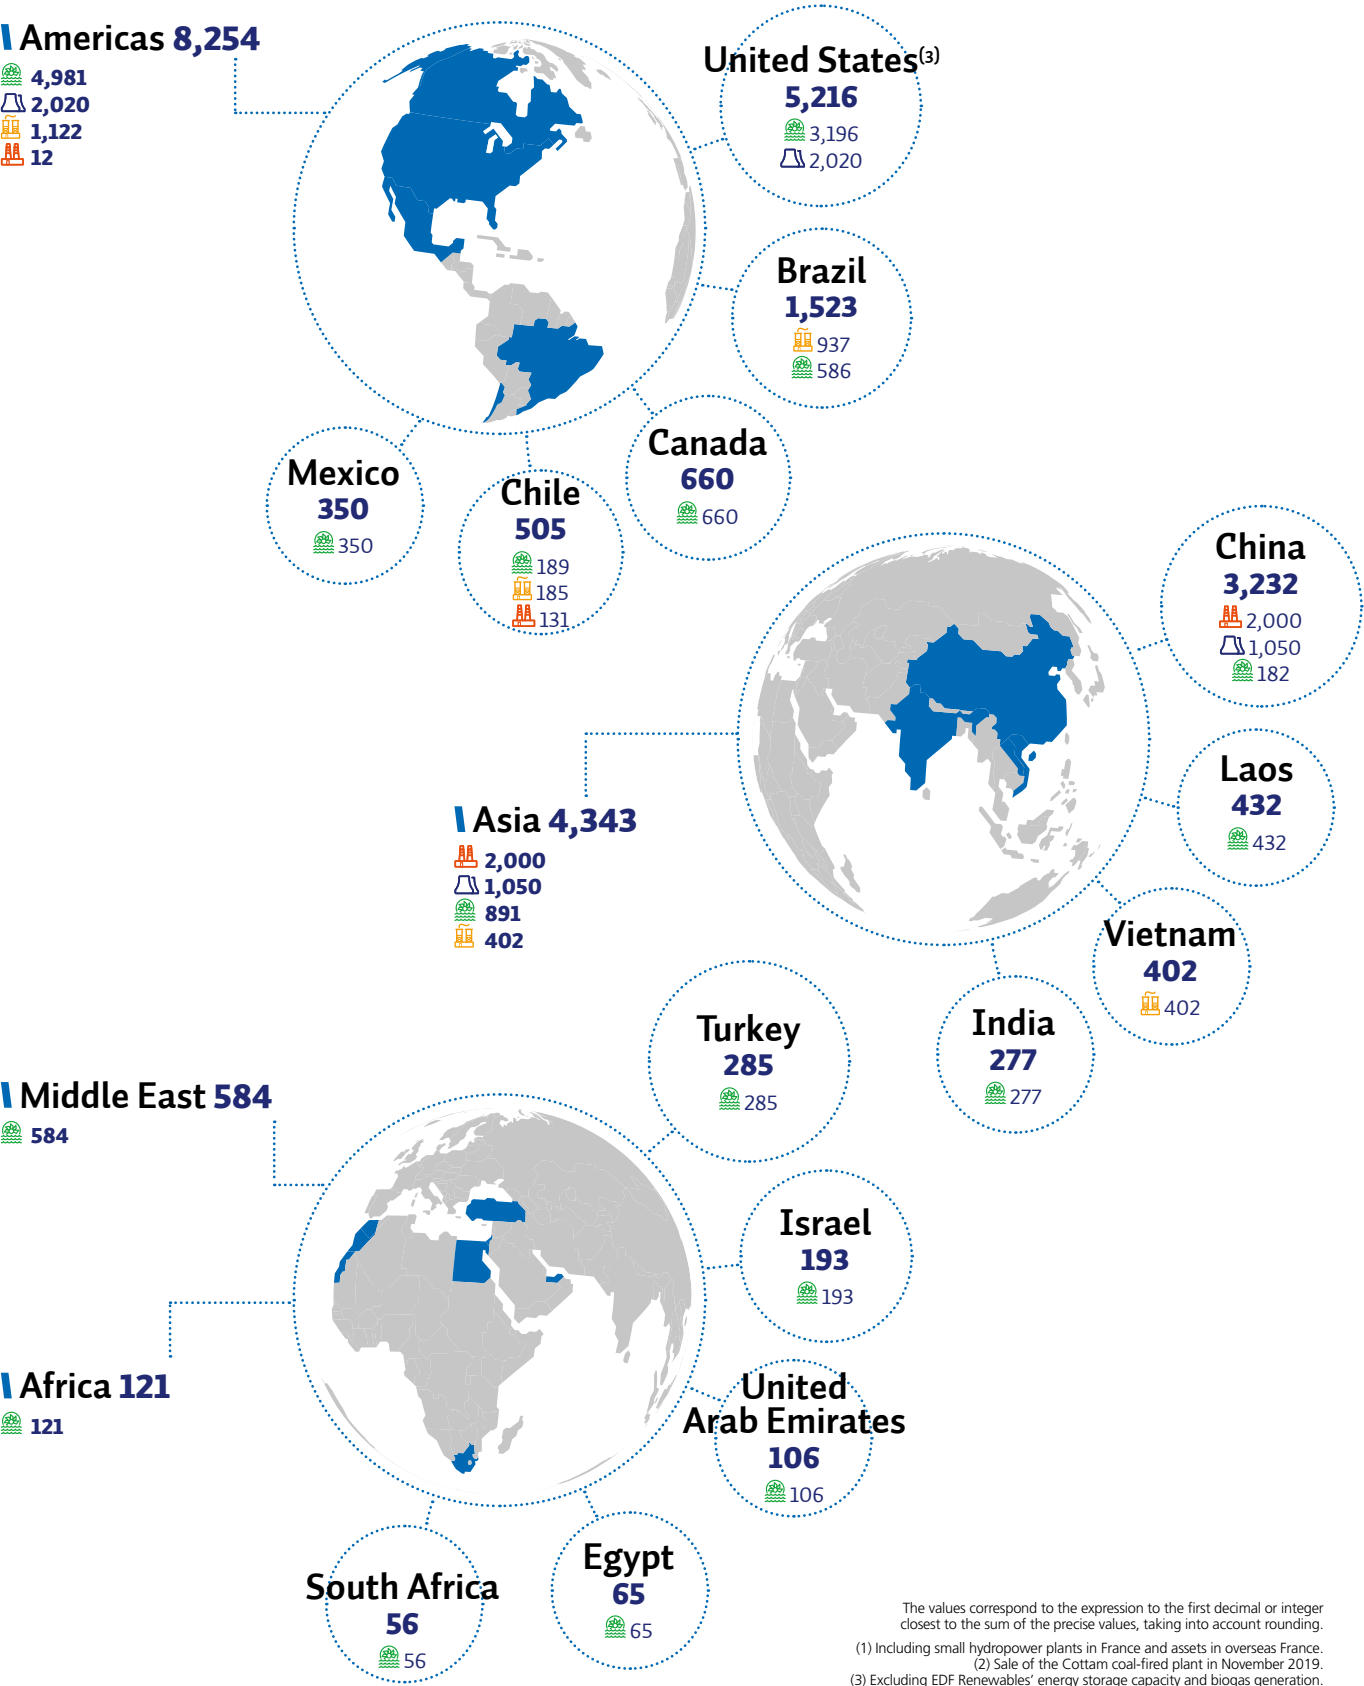 Americas 8,254
4,981
2,020
1,122
12
United States(3)
5,216
3,196
2,020
Brazil
1,523
937
586
Canada
660
660
Mexico
350
350
Chile
505
189
185
131
China
3,232
2,000
1,050
182
Laos
432
432
Asia 4,343
2,000
1,050
891
402
Vietnam
402
402
India
277
277
Turkey
285
285
Middle East 584
584
Israel
193
193
Africa 121
121
United
Arab Emirates
106
106
South Africa
56
56
Egypt
65
65
The values correspond to the expression to the first decimal or integer
closest to the sum of the precise values, taking into account rounding.
(1) Including small hydropower plants in France and assets in overseas France.
(2) Sale of the Cottam coal-fired plant in November 2019.
(3) Excluding EDF Renewables' energy storage capacity and biogas generation.